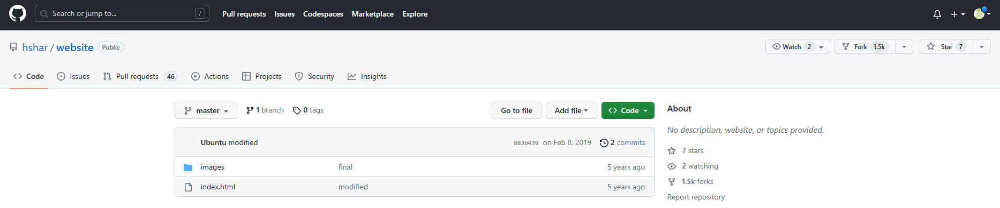 Search or jump to... /
Pull requests Issues Codespaces Marketplace Explore
hshar / website Public
Watch 2 Fork 1.5k Star 7
Code Issues Pull requests 46 Actions Projects Security Insights
master 1 branch 0 tags Go to file Add file Code
Ubuntu modified 883b439 on Feb 8, 2019 2 commits
images final 5 years ago
index.html modified 5 years ago
About
No description, website, or topics provided.
7 stars
2 watching
1.5k forks
Report repository